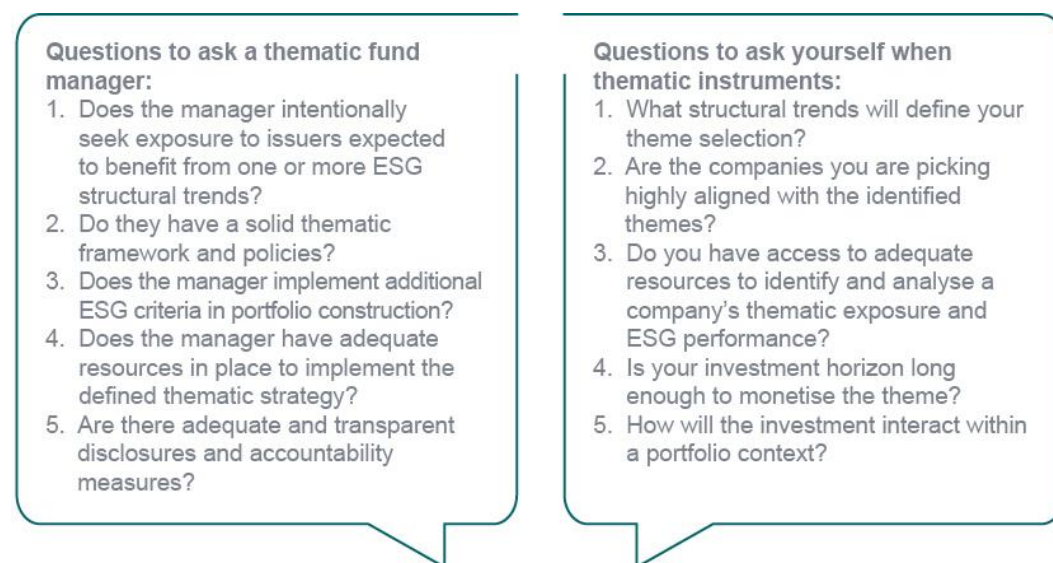 Questions to ask a thematic fund
manager:
1. Does the manager intentionally
seek exposure to issuers expected
to benefit from one or more ESG
structural trends?
2. Do they have a solid thematic
framework and policies?
3. Does the manager implement additional
ESG criteria in portfolio construction?
4. Does the manager have adequate
resources in place to implement the
defined thematic strategy?
5. Are there adequate and transparent
disclosures and accountability
measures?
Questions to ask yourself when
thematic instruments:
1. What structural trends will define your
theme selection?
2. Are the companies you are picking
highly aligned with the identified
themes?
3. Do you have access to adequate
resources to identify and analyse a
company's thematic exposure and
ESG performance?
4. Is your investment horizon long
enough to monetise the theme?
5. How will the investment interact within
a portfolio context?